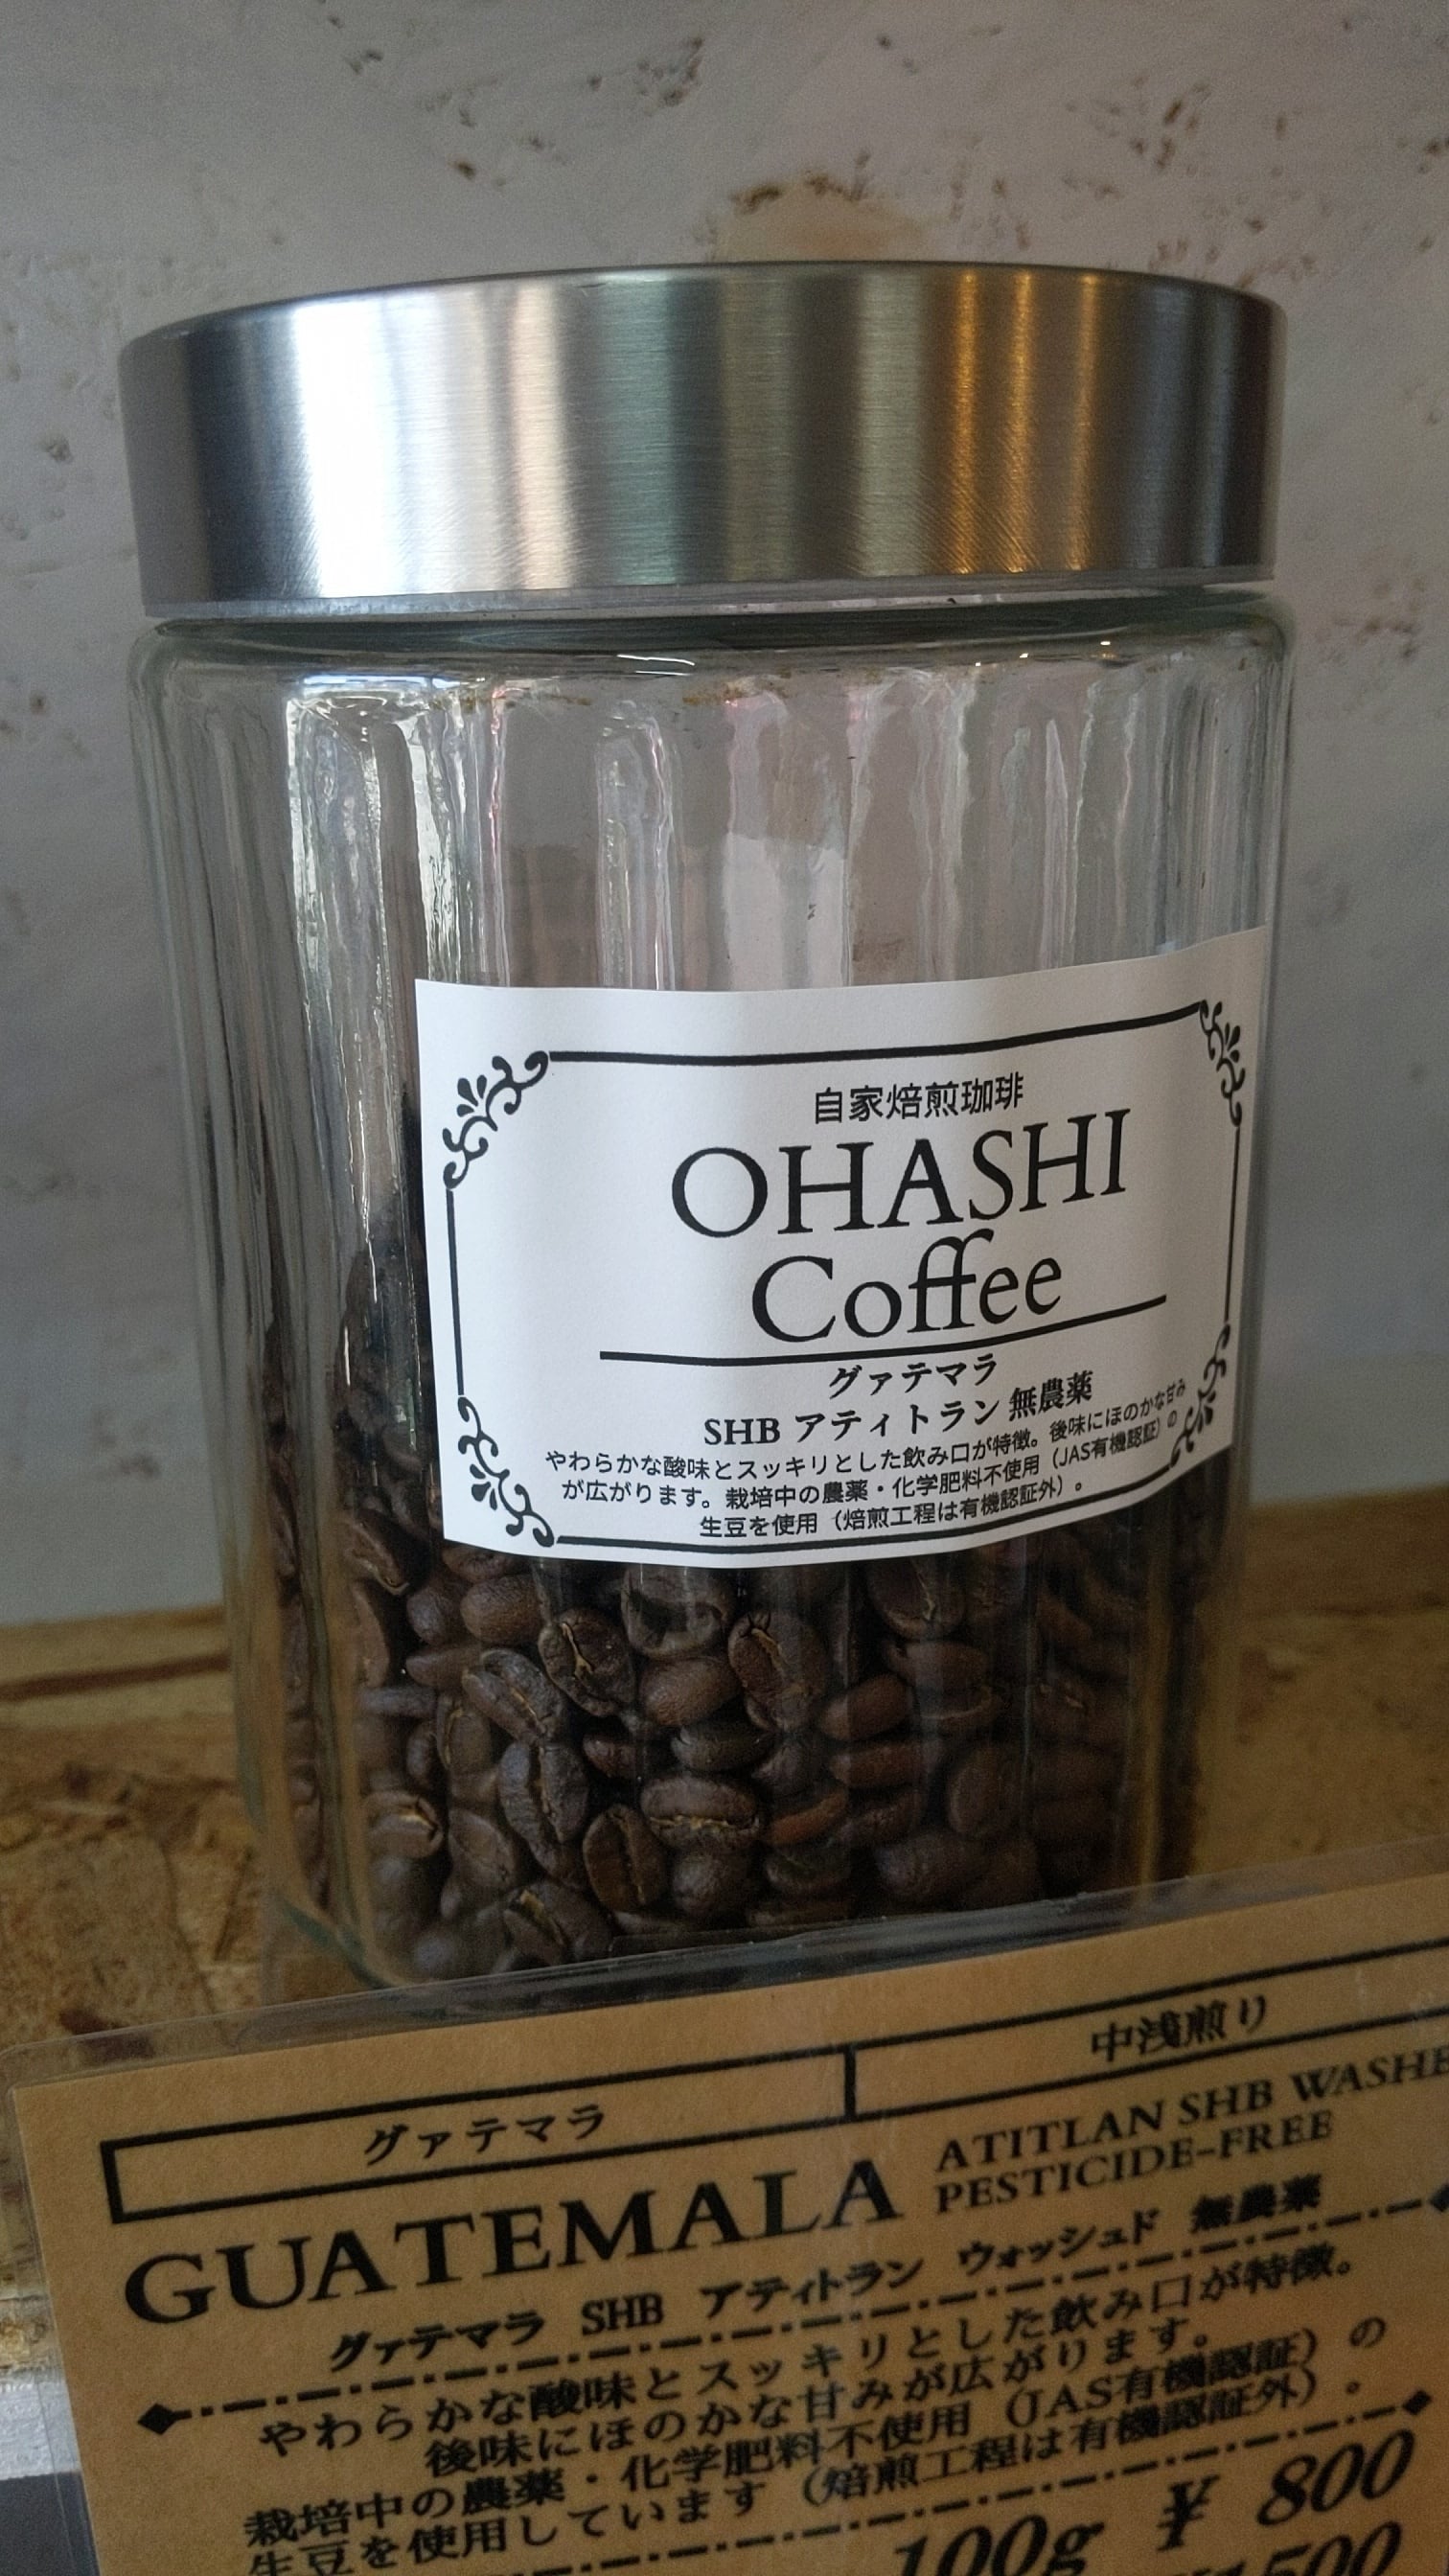 自家焙煎珈琲
OHASHI
Coffee
グァテマラ
SHB アティトラン 無農薬
やわらかな酸味とスッキリとした飲み口が特徴。後味にほのかな甘み
が広がります。栽培中の農薬・化学肥料不使用（JAS有機認証）の
生豆を使用（焙煎工程は有機認証外）。
グァテマラ
中浅煎り
GUATEMALA
ATITLAN SHB WASHE
PESTICIDE-FREE
グァテマラ SHB アティトラン ウォッシュド 無農薬
やわらかな酸味とスッキリとした飲み口が特徴。
後味にほのかな甘みが広がります。
栽培中の農薬・化学肥料不使用（JAS有機認証）の
生豆を使用しています（焙煎工程は有機認証外）。
100g ¥ 800